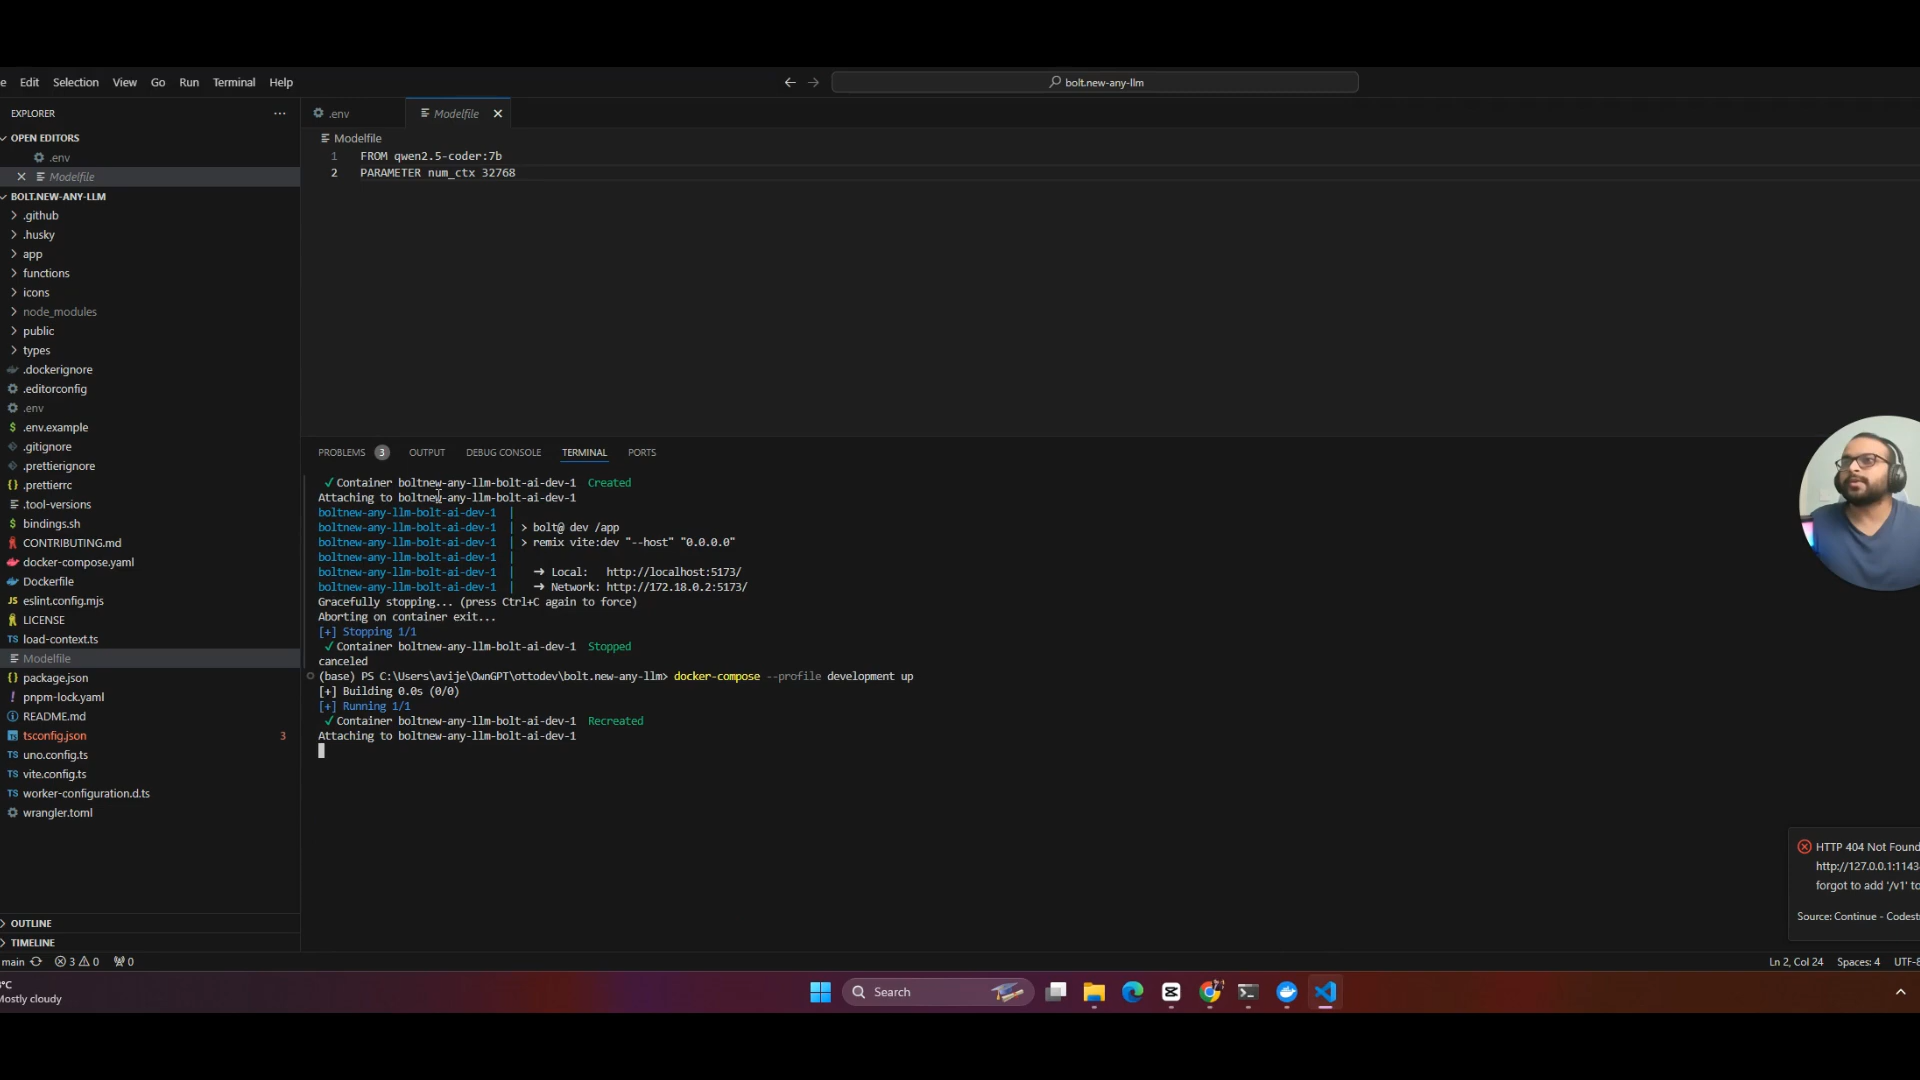 e Edit Selection View Go Run Terminal Help
bolt.new-any-llm
EXPLORER
OPEN EDITORS
.env
Modelfile
BOLT.NEW-ANY-LLM
.github
.husky
app
functions
icons
node_modules
public
types
.dockerignore
.editorconfig
.env
.env.example
.gitignore
.prettierignore
.prettierrc
.tool-versions
bindings.sh
CONTRIBUTING.md
docker-compose.yaml
Dockerfile
eslint.config.mjs
LICENSE
load-context.ts
Modelfile
package.json
pnpm-lock.yaml
README.md
tsconfig.json 3
uno.config.ts
vite.config.ts
worker-configuration.d.ts
wrangler.toml
OUTLINE
TIMELINE
.env Modelfile
Modelfile
1 FROM qwen2.5-coder:7b
2 PARAMETER num_ctx 32768
PROBLEMS 3 OUTPUT DEBUG CONSOLE TERMINAL PORTS
✓ Container boltnew-any-llm-bolt-ai-dev-1 Created
Attaching to boltnew-any-llm-bolt-ai-dev-1
boltnew-any-llm-bolt-ai-dev-1 |
boltnew-any-llm-bolt-ai-dev-1 | > bolt@ dev /app
boltnew-any-llm-bolt-ai-dev-1 | > remix vite:dev "--host" "0.0.0.0"
boltnew-any-llm-bolt-ai-dev-1 |
boltnew-any-llm-bolt-ai-dev-1 | ➜ Local: http://localhost:5173/
boltnew-any-llm-bolt-ai-dev-1 | ➜ Network: http://172.18.0.2:5173/
Gracefully stopping... (press Ctrl+C again to force)
Aborting on container exit...
[+] Stopping 1/1
✓ Container boltnew-any-llm-bolt-ai-dev-1 Stopped
canceled
(base) PS C:\Users\avije\OwnGPT\ottodev\bolt.new-any-llm> docker-compose --profile development up
[+] Building 0.0s (0/0)
[+] Running 1/1
✓ Container boltnew-any-llm-bolt-ai-dev-1 Recreated
Attaching to boltnew-any-llm-bolt-ai-dev-1
HTTP 404 Not Found
http://127.0.0.1:1143
forgot to add '/v1' to
Source: Continue - Codest
main 3 0 0
Ln 2, Col 24 Spaces: 4 UTF-8
°C
Mostly cloudy
Search